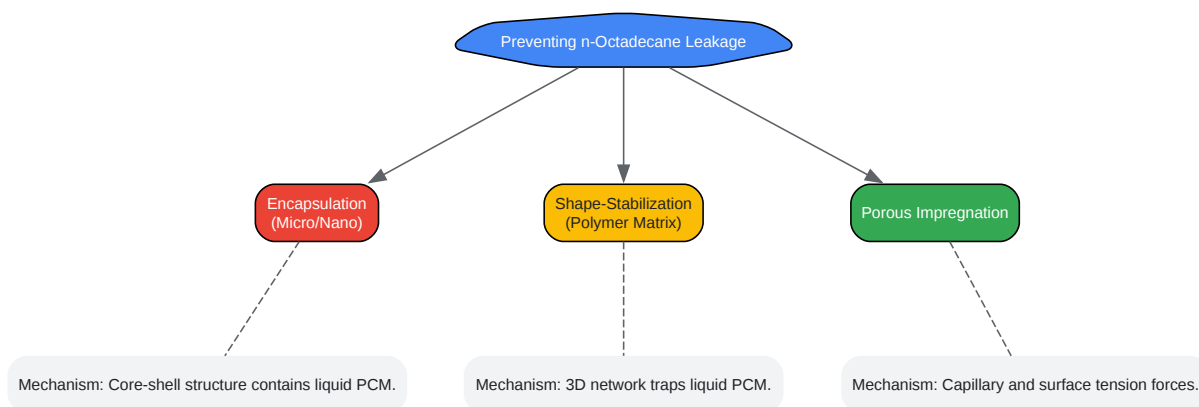 Preventing n-Octadecane Leakage
Encapsulation
(Micro/Nano)
Shape-Stabilization
(Polymer Matrix)
Porous Impregnation
Mechanism: Core-shell structure contains liquid PCM.
Mechanism: 3D network traps liquid PCM.
Mechanism: Capillary and surface tension forces.